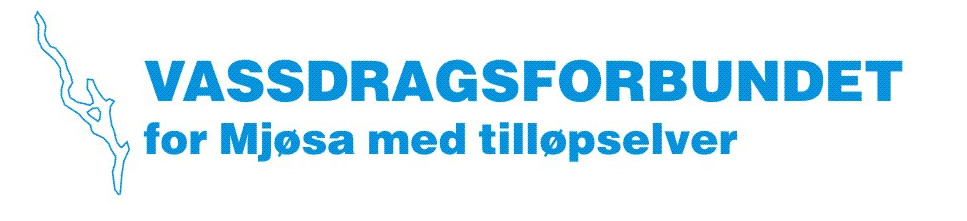 VASSDRAGSFORBUNDET
for Mjøsa med tilløpselver